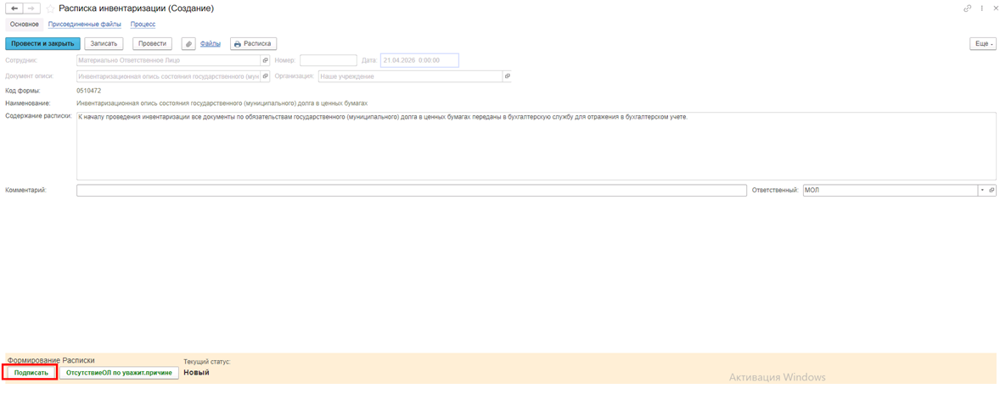 Расписка инвентаризации (Создание)
Основное Присоединенные файлы Процесс
Провести и закрыть Записать Провести Файлы Расписка Еще
Сотрудник: Материально Ответственное Лицо Номер: Дата: 21.04.2026 0:00:00
Документ описи: Инвентаризационная опись состояния государственного (мун Организация: Наше учреждение
Код формы: 0510472
Наименование: Инвентаризационная опись состояния государственного (муниципального) долга в ценных бумагах
Содержание расписки: К началу проведения инвентаризации все документы по обязательствам государственного (муниципального) долга в ценных бумагах переданы в бухгалтерскую службу для отражения в бухгалтерском учете.
Комментарий: Ответственный: МОЛ
Формирование Расписки Текущий статус:
Подписать ОтсутствиеОЛ по уважит.причине Новый
Активация Windows